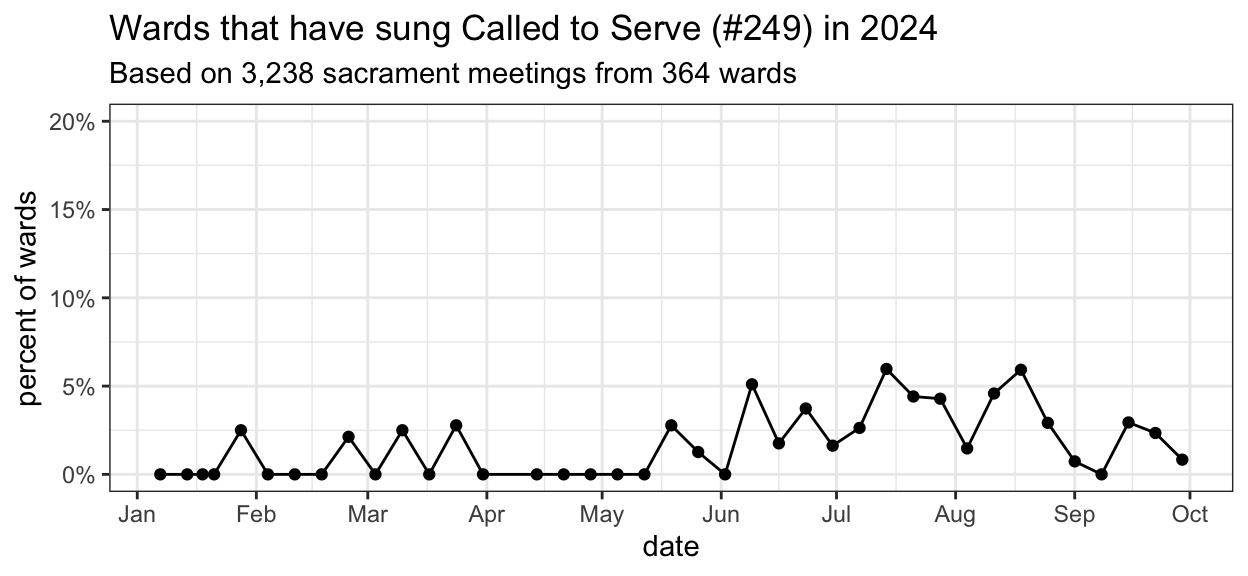 Wards that have sung Called to Serve (#249) in 2024
Based on 3,238 sacrament meetings from 364 wards
percent of wards
20%
15%
10%
5%
0%
Jan Feb Mar Apr May Jun Jul Aug Sep Oct
date